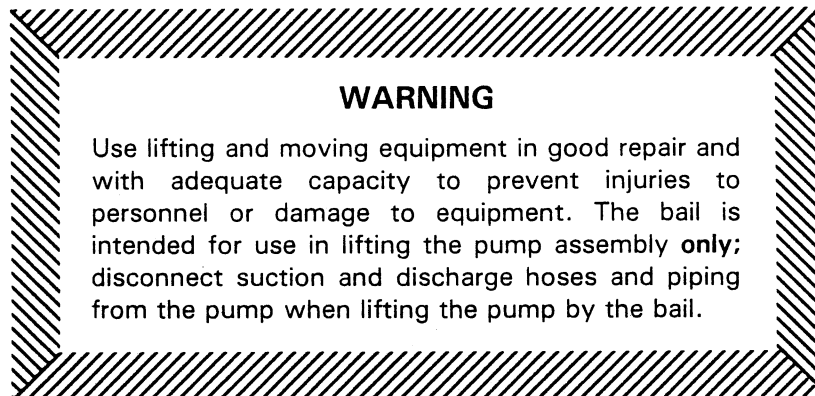 WARNING
Use lifting and moving equipment in good repair and
with adequate capacity to prevent injuries to
personnel or damage to equipment. The bail is
intended for use in lifting the pump assembly only;
disconnect suction and discharge hoses and piping
from the pump when lifting the pump by the bail.